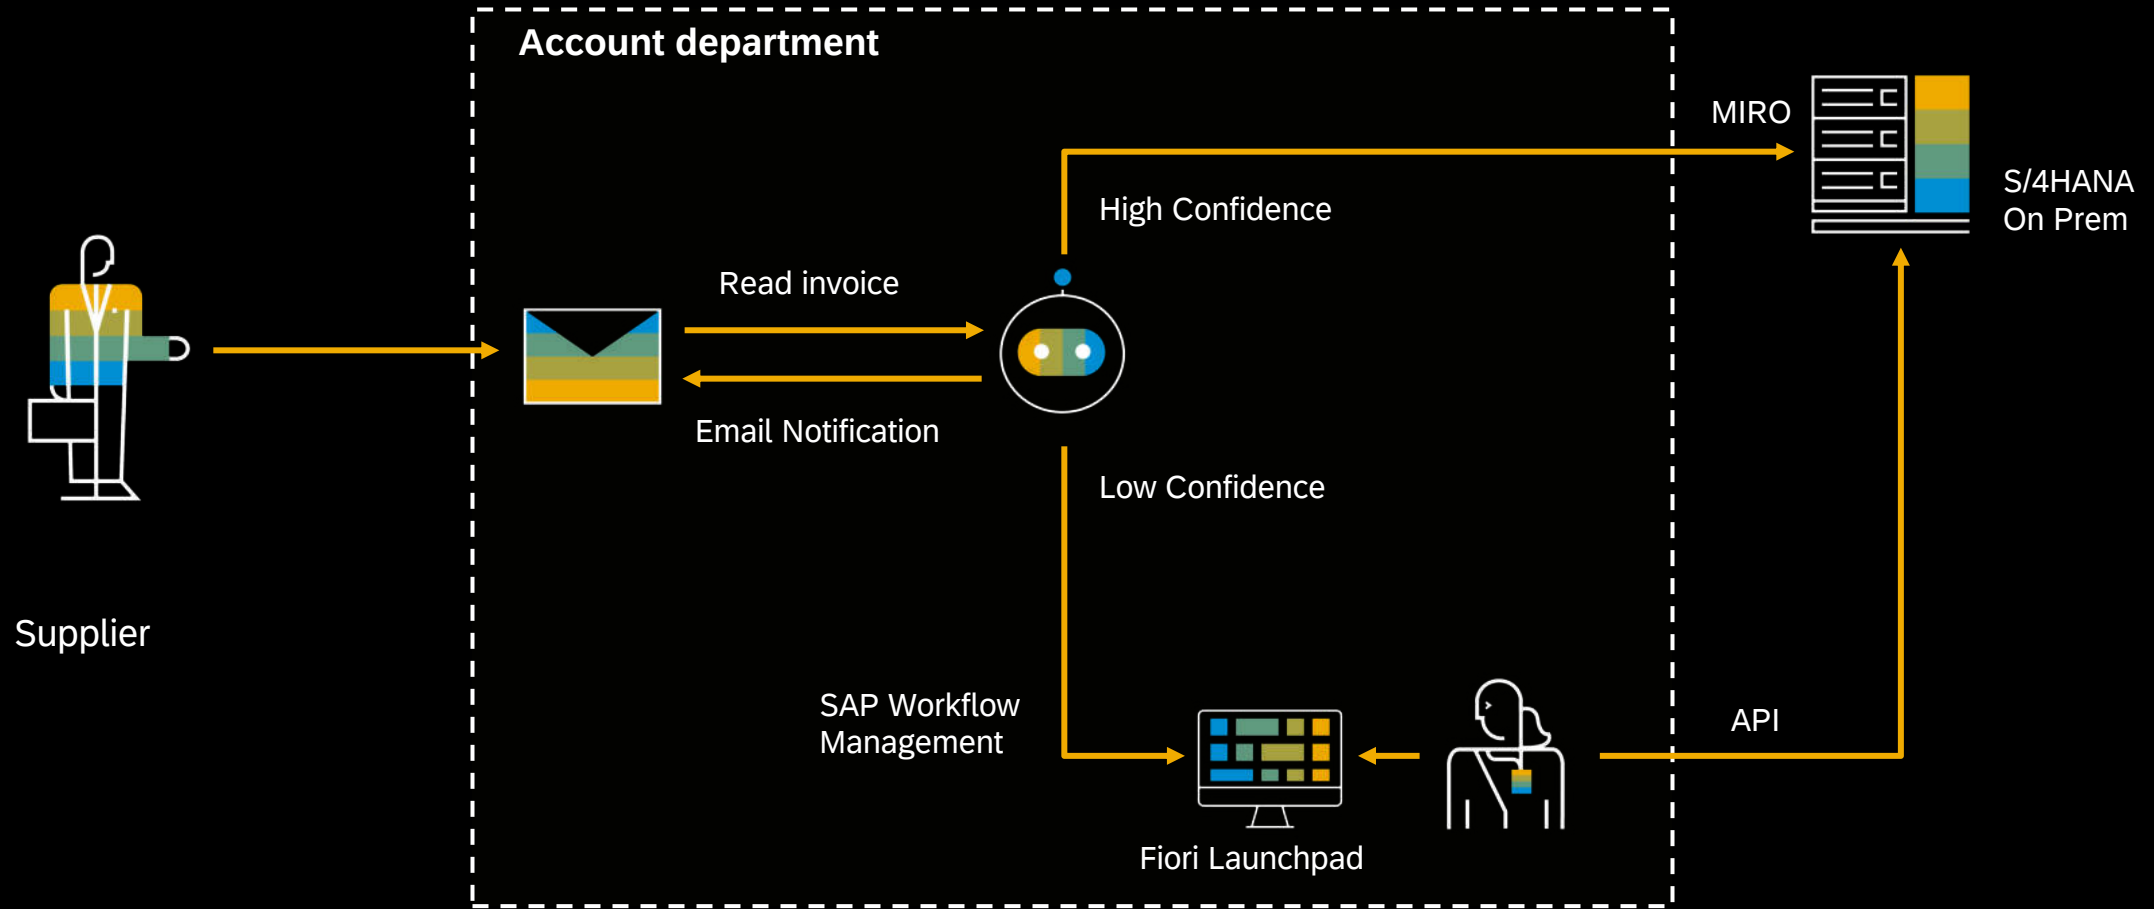 Account department
MIRO
S/4HANA
On Prem
High Confidence
Read invoice
Email Notification
Low Confidence
Supplier
SAP Workflow
Management
API
Fiori Launchpad